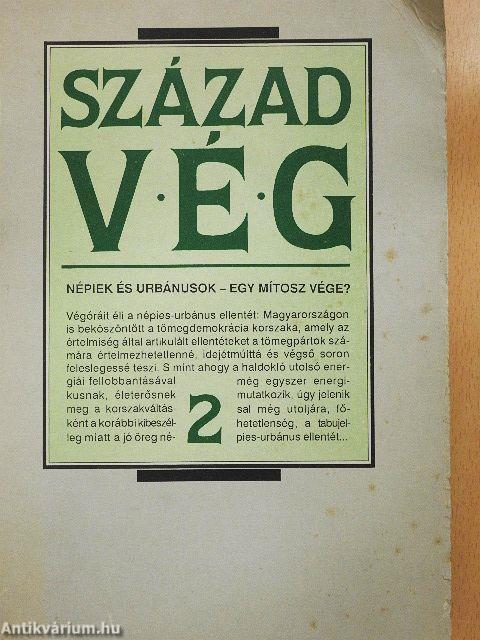 SZÁZAD
V·É·G
NÉPIEK ÉS URBÁNUSOK – EGY MÍTOSZ VÉGE?
Végóráit éli a népies-urbánus ellentét: Magyarországon
is beköszöntött a tömegdemokrácia korszaka, amely az
értelmiség által artikulált ellentéteket a tömegpártok szá-
mára értelmezhetetlenné, idejétmúlttá és végső soron
feleslegessé teszi. S mint ahogy a haldokló utolsó ener-
giái fellobbantásával még egyszer energi-
kusnak, életerősnek mutatkozik, úgy jelenik
meg a korszakváltás sal még utoljára, fő-
ként a korábbi kibeszél- hetetlenség, a tabujel-
leg miatt a jó öreg né- pies-urbánus ellentét...
2
Antikvárium.hu